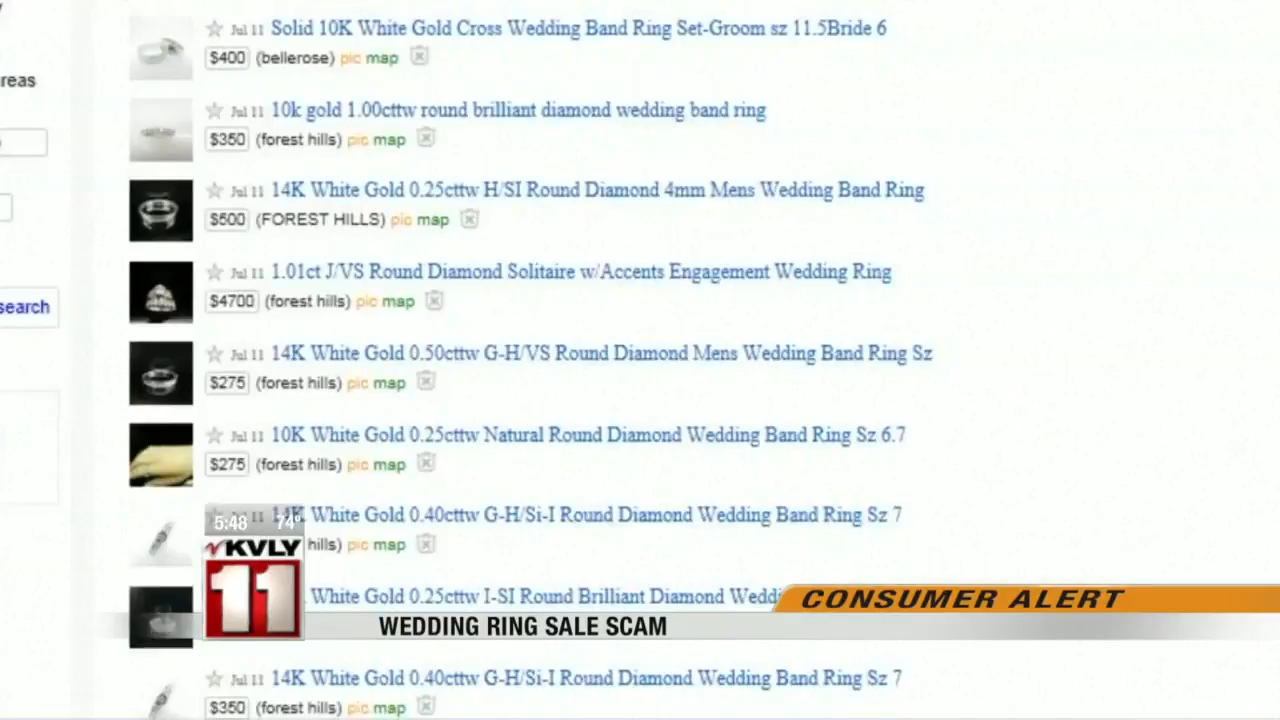 reas
search
Jul 11 Solid 10K White Gold Cross Wedding Band Ring Set-Groom sz 11.5Bride 6
$400 (bellerose) pic map
Jul 11 10k gold 1.00cttw round brilliant diamond wedding band ring
$350 (forest hills) pic map
Jul 11 14K White Gold 0.25cttw H/SI Round Diamond 4mm Mens Wedding Band Ring
$500 (FOREST HILLS) pic map
Jul 11 1.01ct J/VS Round Diamond Solitaire w/Accents Engagement Wedding Ring
$4700 (forest hills) pic map
Jul 11 14K White Gold 0.50cttw G-H/VS Round Diamond Mens Wedding Band Ring Sz
$275 (forest hills) pic map
Jul 11 10K White Gold 0.25cttw Natural Round Diamond Wedding Band Ring Sz 6.7
$275 (forest hills) pic map
11 14K White Gold 0.40cttw G-H/Si-I Round Diamond Wedding Band Ring Sz 7
hills) pic map
White Gold 0.25cttw I-SI Round Brilliant Diamond Weddi
Jul 11 14K White Gold 0.40cttw G-H/Si-I Round Diamond Wedding Band Ring Sz 7
$350 (forest hills) pic map
5:48 74°
KVLY
11
CONSUMER ALERT
WEDDING RING SALE SCAM